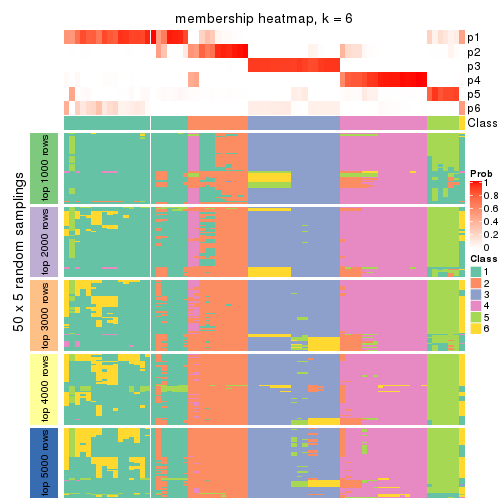 membership heatmap, k = 6
p1
p2
p3
p4
p5
p6
Class
50 x 5 random samplings
top 1000 rows
top 2000 rows
top 3000 rows
top 4000 rows
top 5000 rows
Prob
1
0.8
0.6
0.4
0.2
0
Class
1
2
3
4
5
6